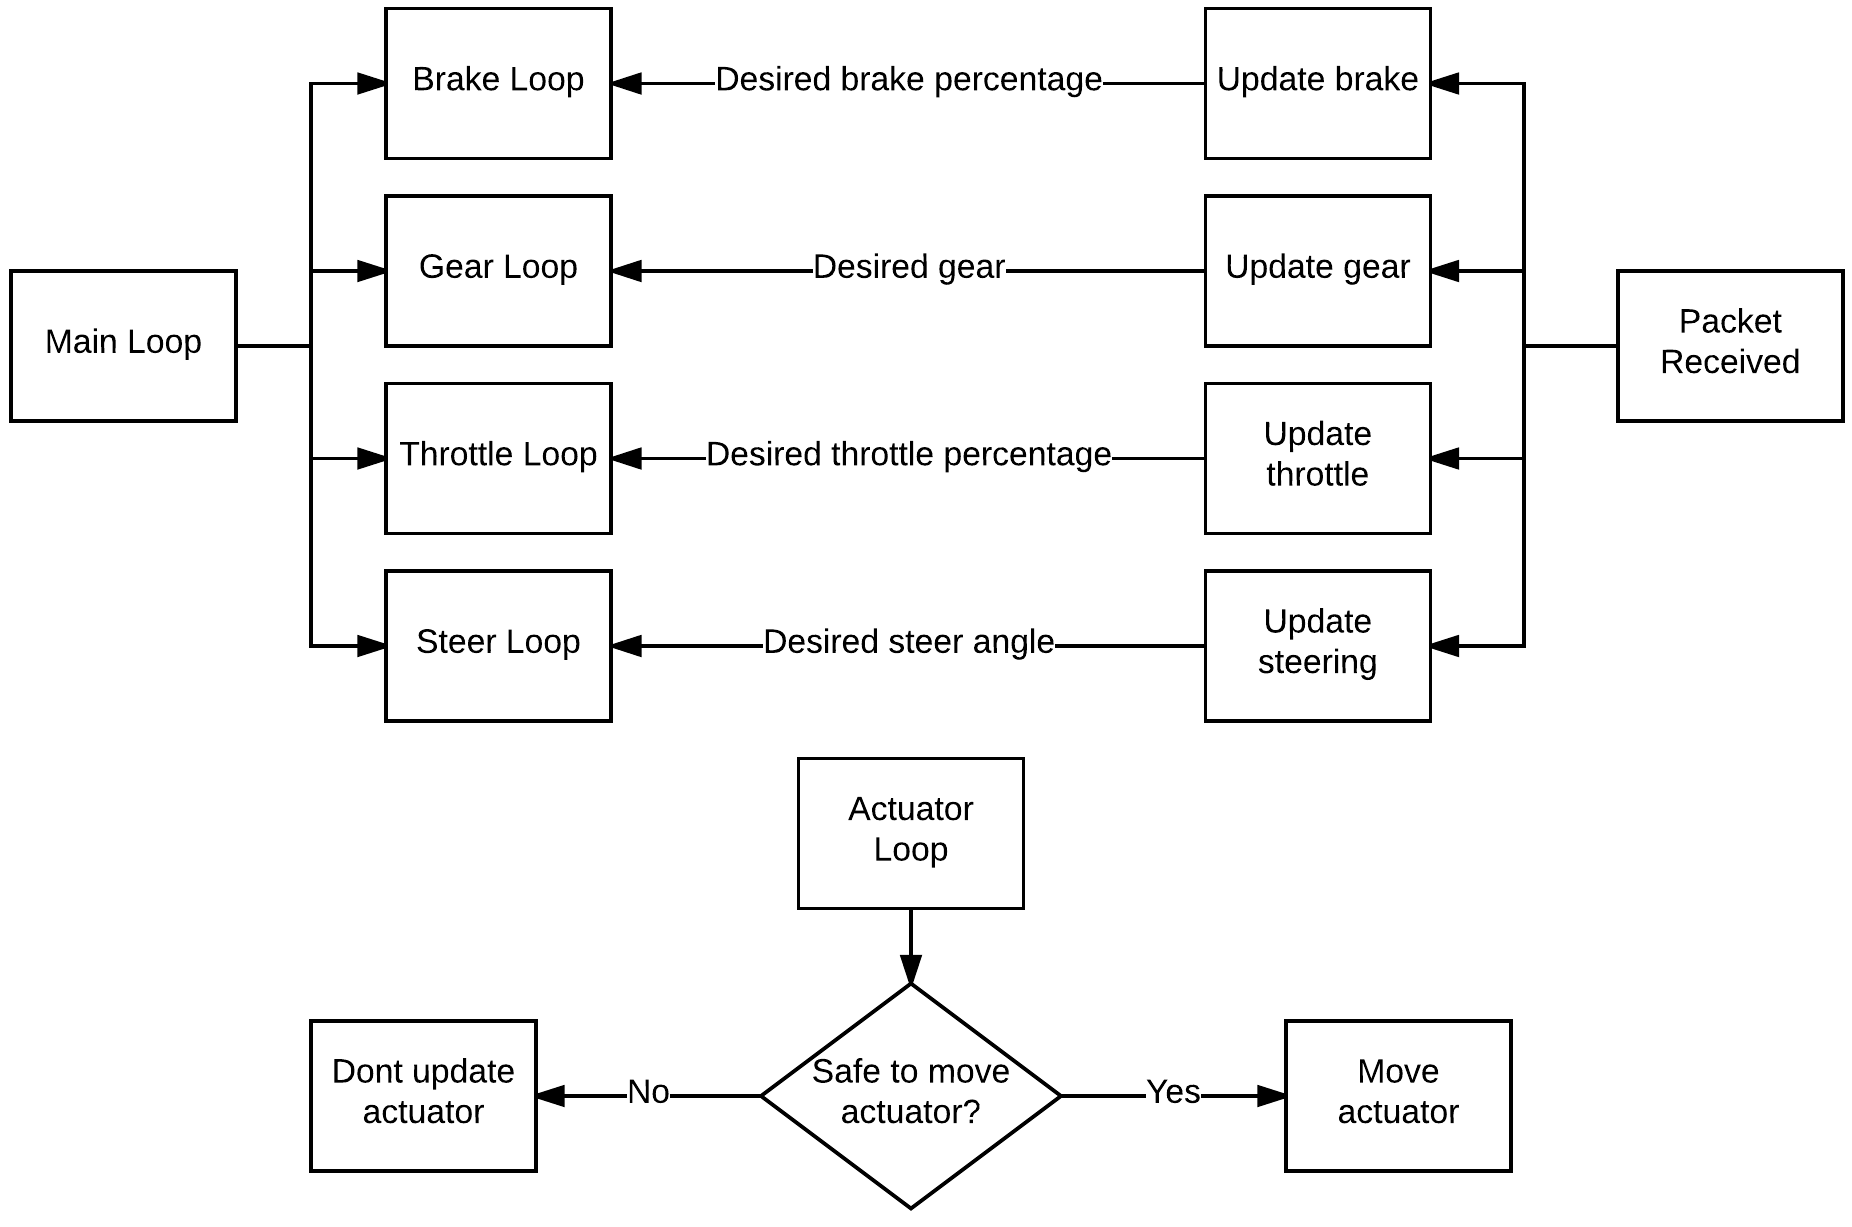 Brake Loop
Desired brake percentage
Update brake
Gear Loop
Desired gear
Update gear
Main Loop
Packet
Received
Throttle Loop
Desired throttle percentage
Update
throttle
Steer Loop
Desired steer angle
Update
steering
Actuator
Loop
Dont update
actuator
No
Safe to move
actuator?
Yes
Move
actuator